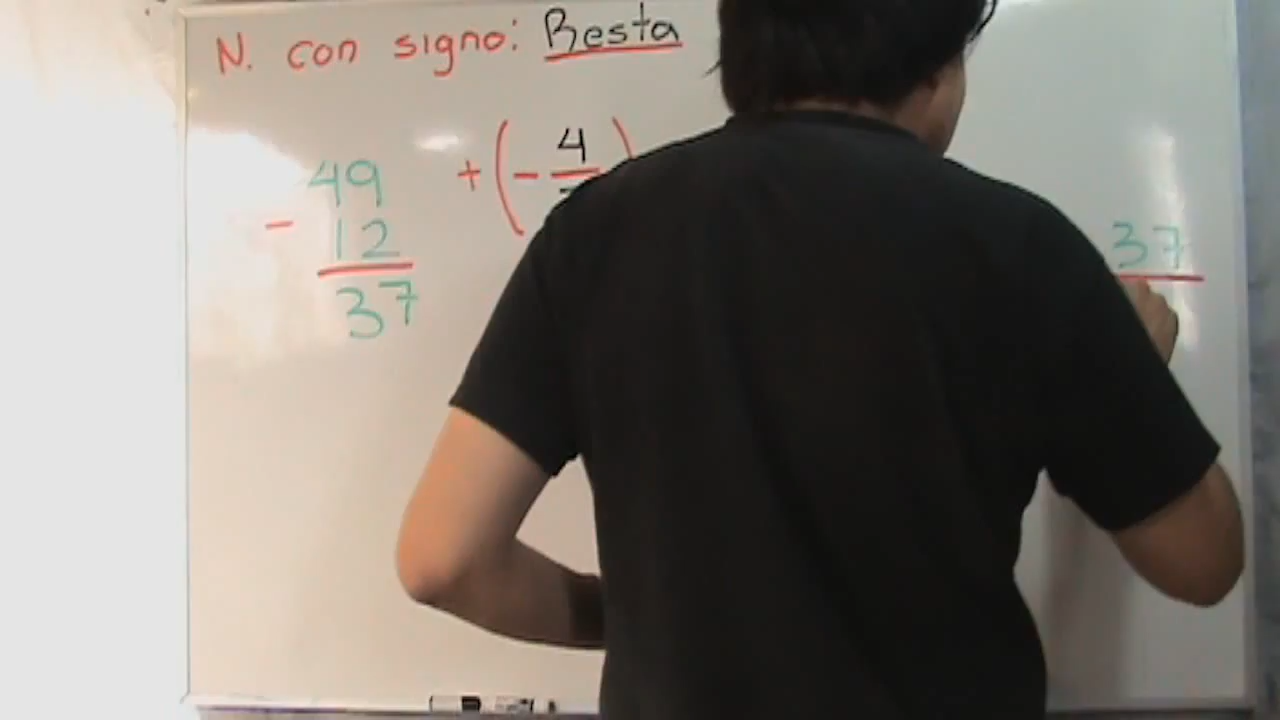 N. con signo: Resta
+(- 4 )
49
- 12
37
37